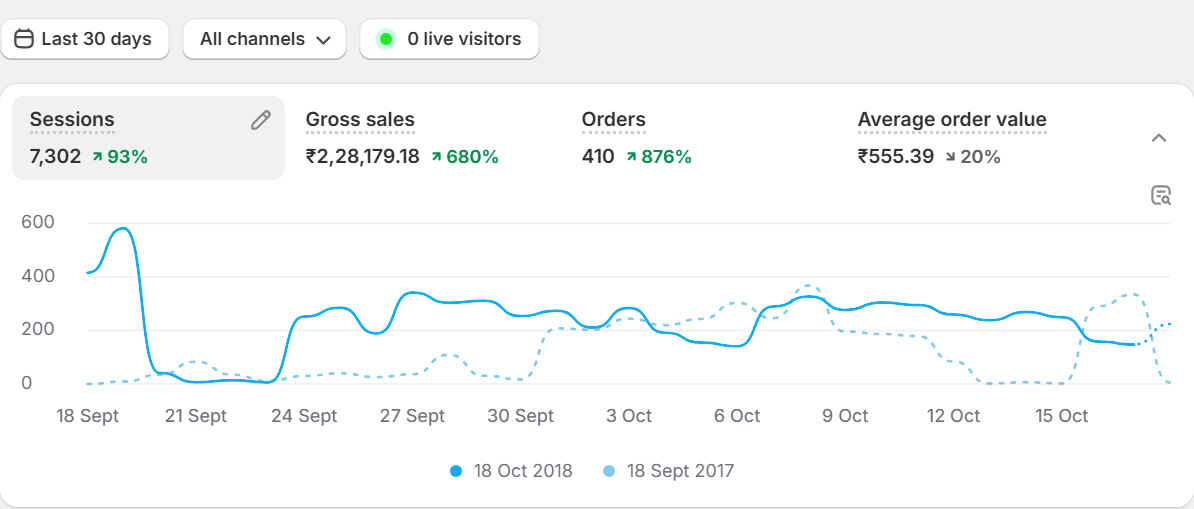 Last 30 days All channels 0 live visitors
Sessions Gross sales Orders Average order value
7,302 93% ₹2,28,179.18 680% 410 876% ₹555.39 20%
600
400
200
0
18 Sept 21 Sept 24 Sept 27 Sept 30 Sept 3 Oct 6 Oct 9 Oct 12 Oct 15 Oct
18 Oct 2018 18 Sept 2017